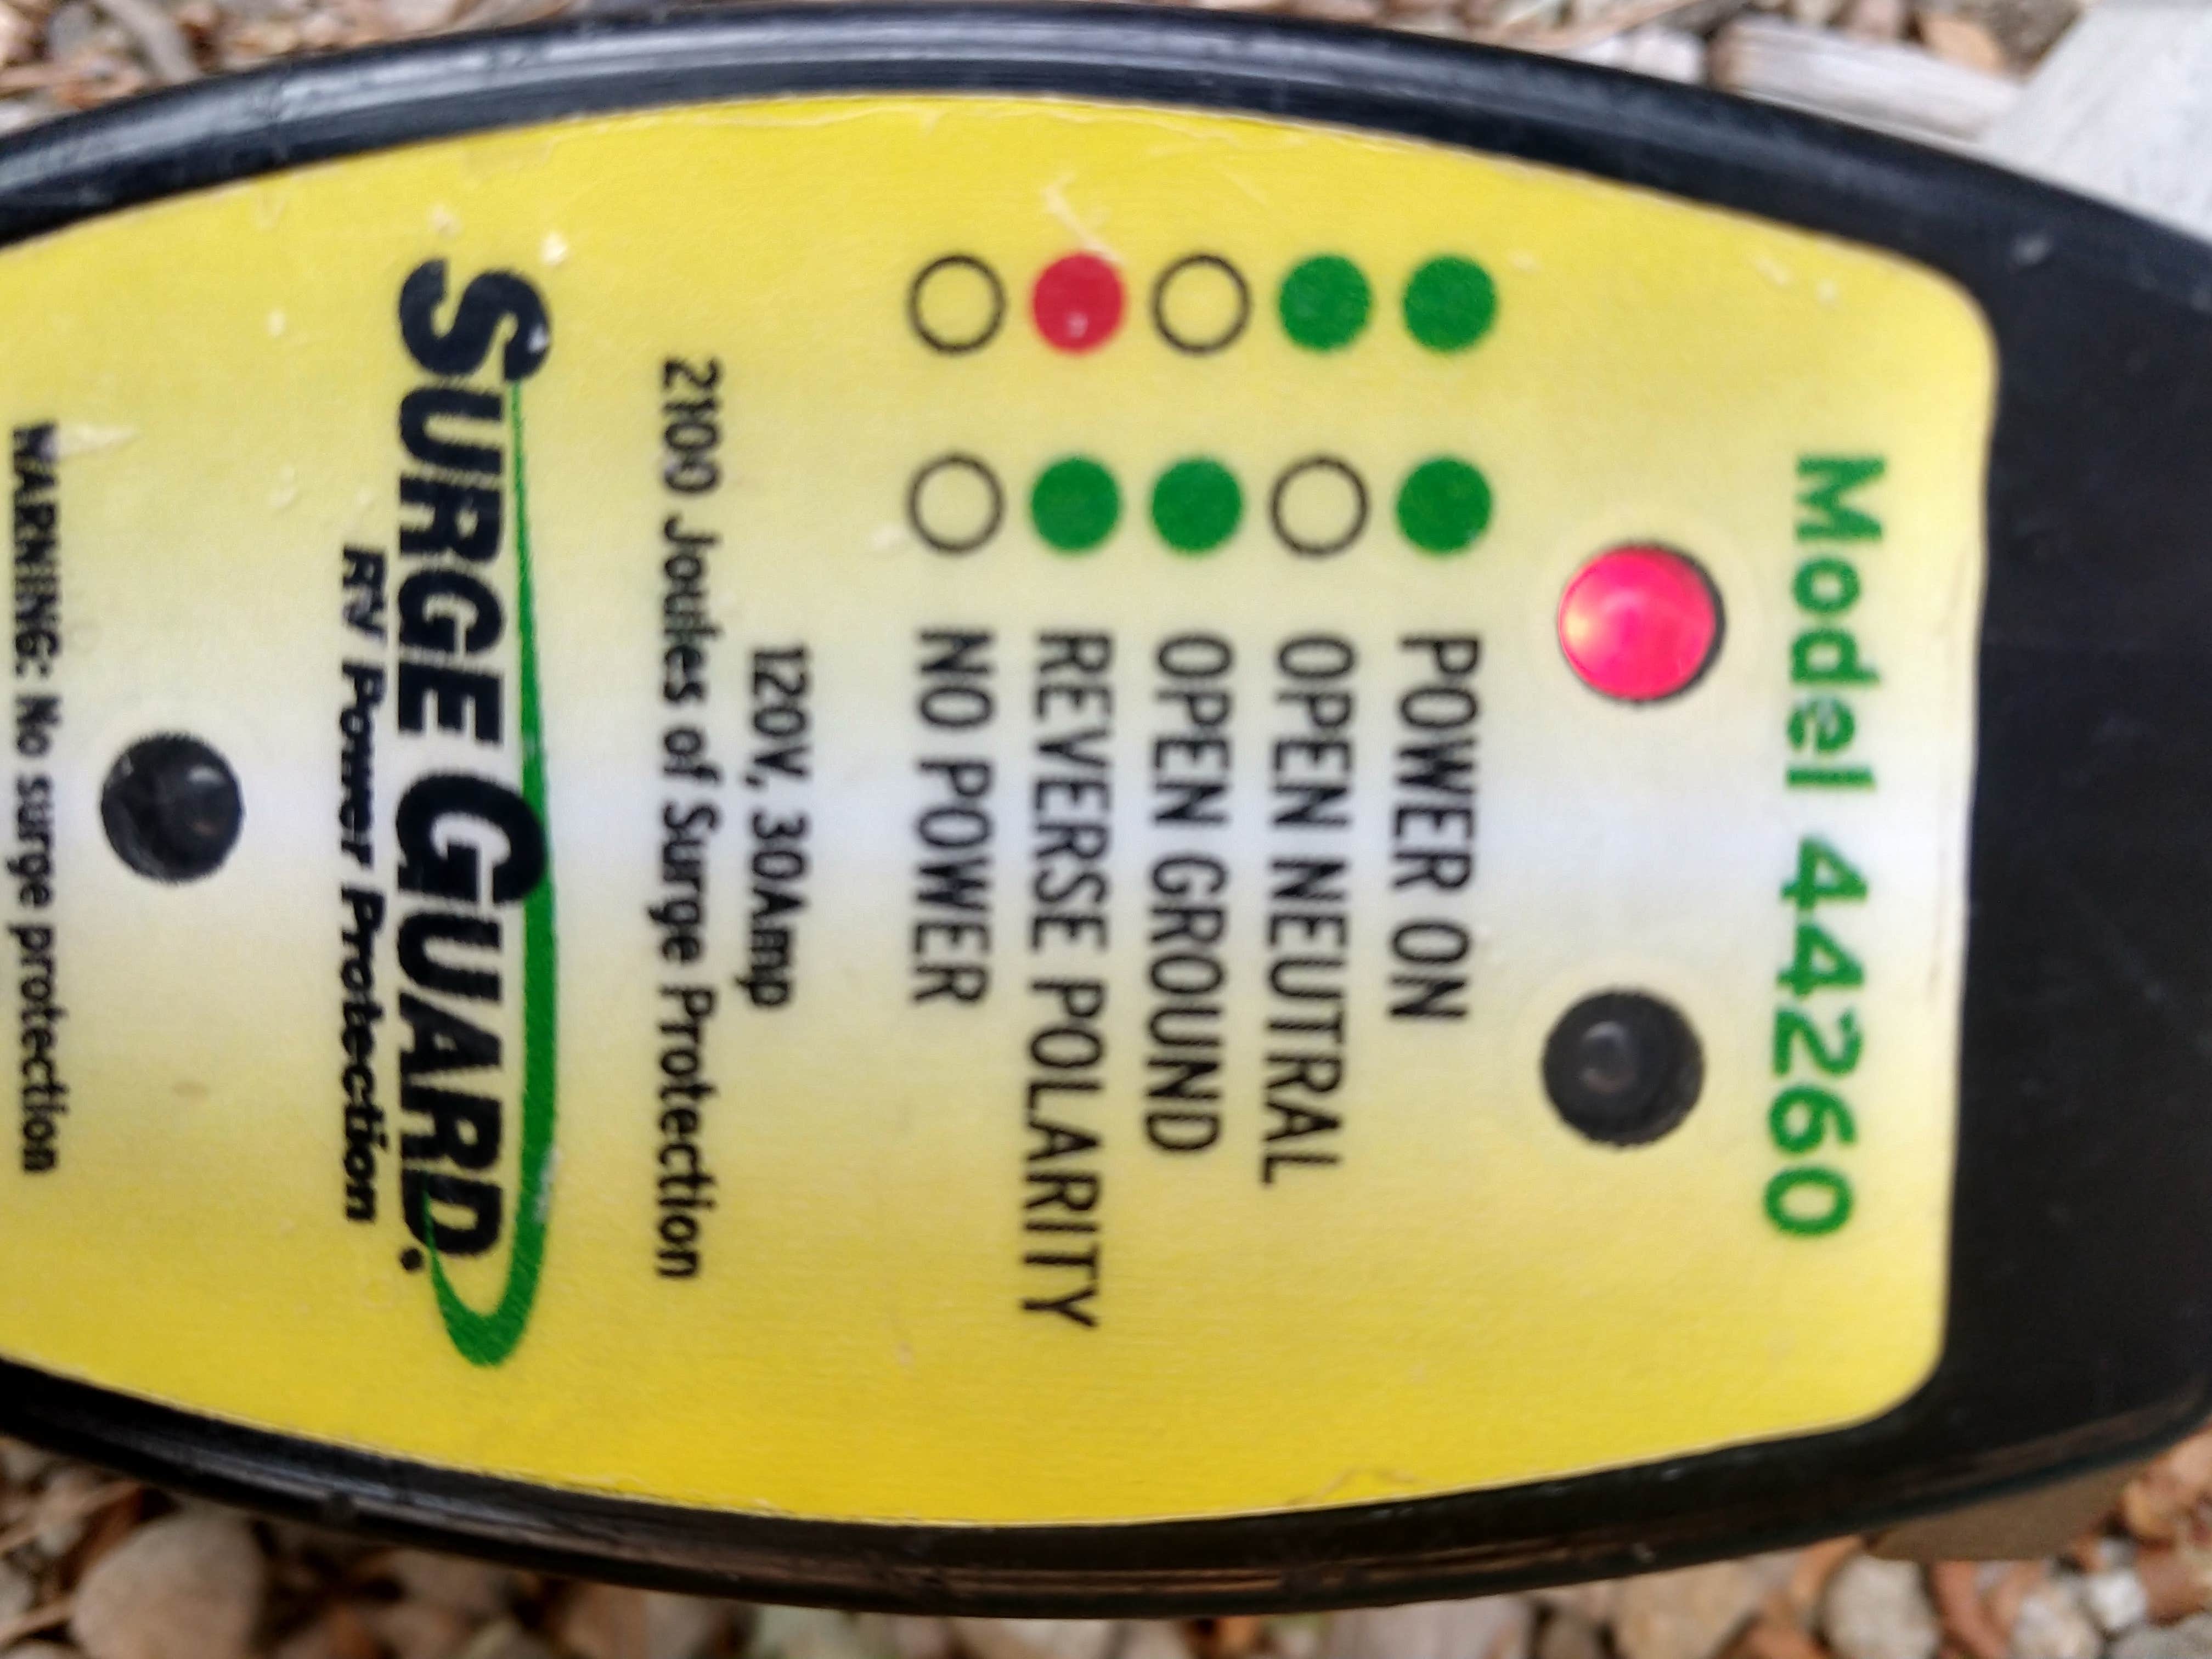 Model 44260
POWER ON
OPEN NEUTRAL
OPEN GROUND
REVERSE POLARITY
NO POWER
120V, 30Amp
2100 Joules of Surge Protection
SURGE GUARD
RV Power Protection
WARNING: No surge protection